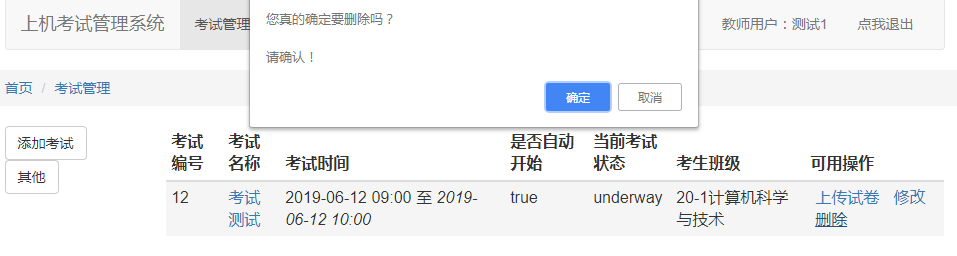 上机考试管理系统 考试管理 教师用户：测试1 点我退出
您真的确定要删除吗？
请确认！
确定 取消
首页 / 考试管理
添加考试
其他
考试编号 考试名称 考试时间 是否自动开始 当前考试状态 考生班级 可用操作
12 考试测试 2019-06-12 09:00 至 2019-06-12 10:00 true underway 20-1计算机科学与技术 上传试卷 修改 删除